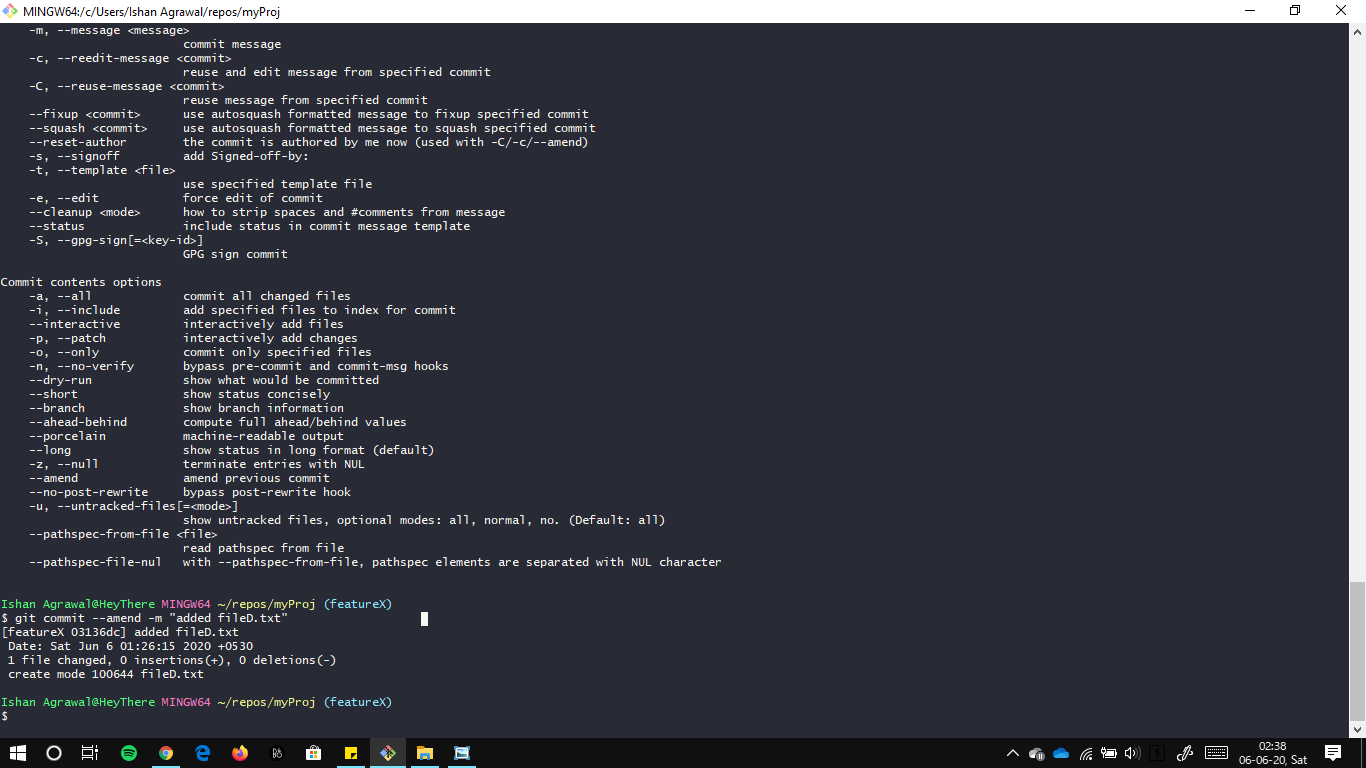 MINGW64:/c/Users/Ishan Agrawal/repos/myProj
-m, --message <message>
commit message
-c, --reedit-message <commit>
reuse and edit message from specified commit
-C, --reuse-message <commit>
reuse message from specified commit
--fixup <commit> use autosquash formatted message to fixup specified commit
--squash <commit> use autosquash formatted message to squash specified commit
--reset-author the commit is authored by me now (used with -C/-c/--amend)
-s, --signoff add Signed-off-by:
-t, --template <file>
use specified template file
-e, --edit force edit of commit
--cleanup <mode> how to strip spaces and #comments from message
--status include status in commit message template
-S, --gpg-sign[=<key-id>]
GPG sign commit
Commit contents options
-a, --all commit all changed files
-i, --include add specified files to index for commit
--interactive interactively add files
-p, --patch interactively add changes
-o, --only commit only specified files
-n, --no-verify bypass pre-commit and commit-msg hooks
--dry-run show what would be committed
--short show status concisely
--branch show branch information
--ahead-behind compute full ahead/behind values
--porcelain machine-readable output
--long show status in long format (default)
-z, --null terminate entries with NUL
--amend amend previous commit
--no-post-rewrite bypass post-rewrite hook
-u, --untracked-files[=<mode>]
show untracked files, optional modes: all, normal, no. (Default: all)
--pathspec-from-file <file>
read pathspec from file
--pathspec-file-nul with --pathspec-from-file, pathspec elements are separated with NUL character
Ishan Agrawal@HeyThere MINGW64 ~/repos/myProj (featureX)
$ git commit --amend -m "added fileD.txt"
[featureX 03136dc] added fileD.txt
Date: Sat Jun 6 01:26:15 2020 +0530
1 file changed, 0 insertions(+), 0 deletions(-)
create mode 100644 fileD.txt
Ishan Agrawal@HeyThere MINGW64 ~/repos/myProj (featureX)
$
02:38
06-06-20, Sat